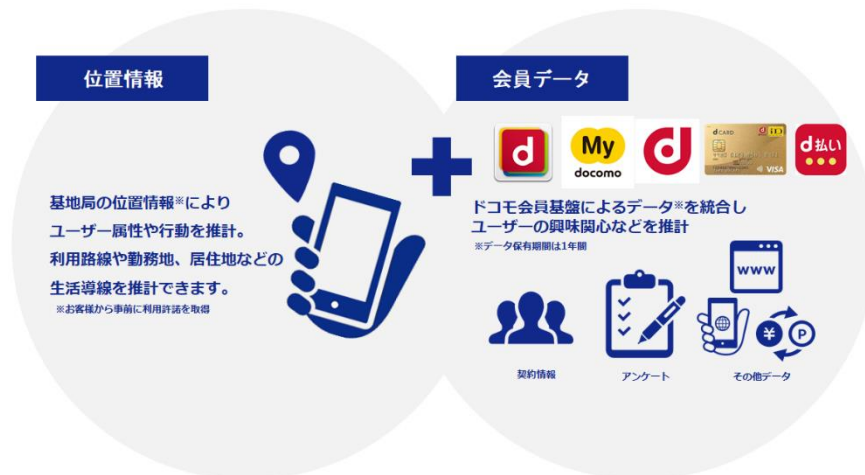 位置情報
基地局の位置情報※により
ユーザー属性や行動を推計。
利用路線や勤務地、居住地などの
生活導線を推計できます。
※お客様から事前に利用許諾を取得
会員データ
d
My
docomo
d
d CARD
iD
VISA
d払い
ドコモ会員基盤によるデータ※を統合し
ユーザーの興味関心などを推計
※データ保有期間は1年間
www
¥
P
契約情報
アンケート
その他データ